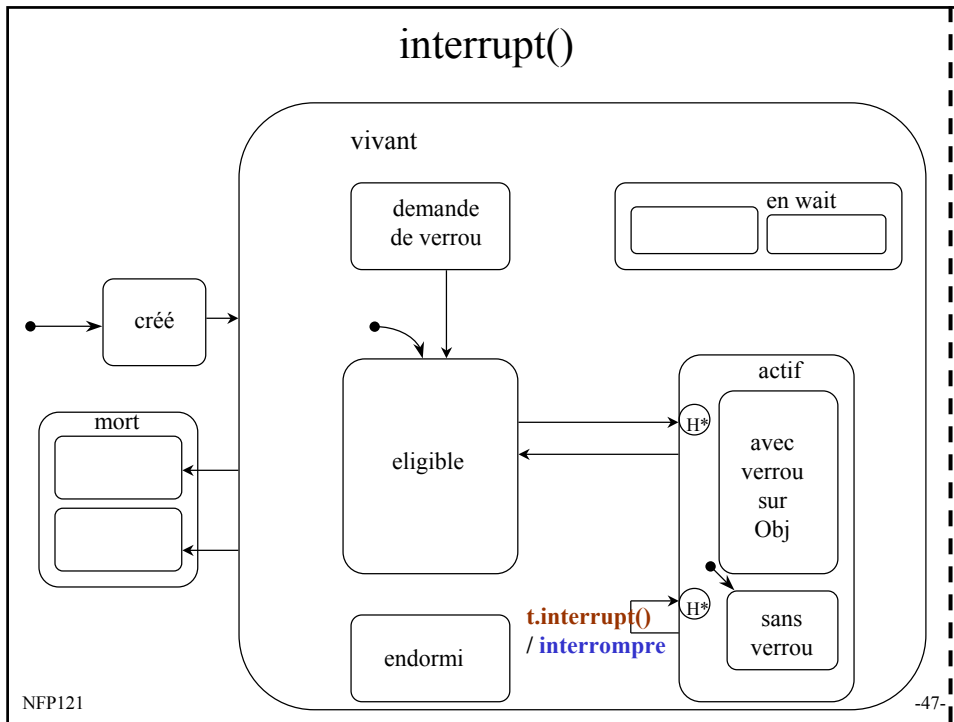 interrupt()
vivant
demande
de verrou
en wait
créé
mort
eligible
actif
H*
avec
verrou
sur
Obj
t.interrupt()
/ interrompre
H*
sans
verrou
endormi
NFP121
-47-